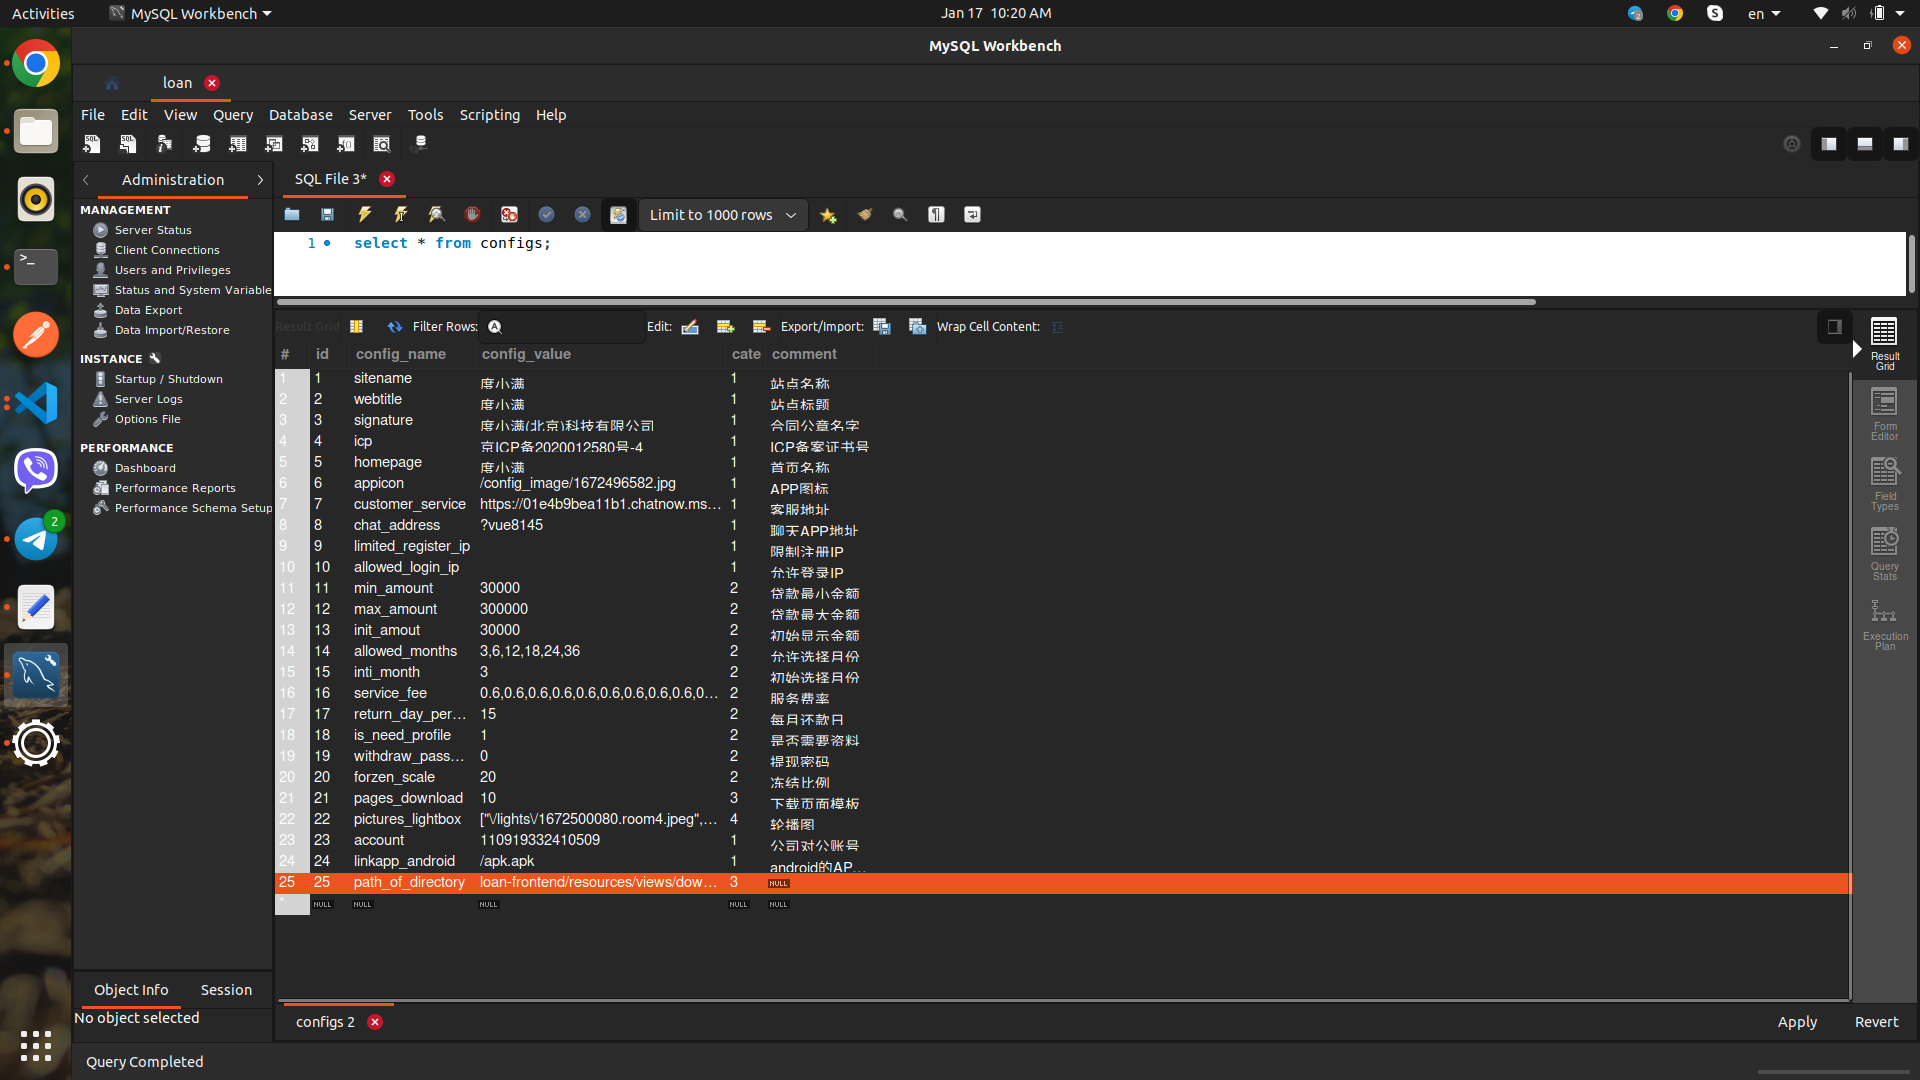 Activities
MySQL Workbench
Jan 17 10:20 AM
en
MySQL Workbench
loan
File Edit View Query Database Server Tools Scripting Help
Administration
SQL File 3*
MANAGEMENT
Server Status
Client Connections
Users and Privileges
Status and System Variable
Data Export
Data Import/Restore
INSTANCE
Startup / Shutdown
Server Logs
Options File
PERFORMANCE
Dashboard
Performance Reports
Performance Schema Setup
Limit to 1000 rows
1 select * from configs;
Result Grid Filter Rows: Edit: Export/Import: Wrap Cell Content:
# id config_name config_value cate comment
1 1 sitename 度小满 1 站点名称
2 2 webtitle 度小满 1 站点标题
3 3 signature 度小满(北京)科技有限公司 1 合同公章名字
4 4 icp 京ICP备2020012580号-4 1 ICP备案证书号
5 5 homepage 度小满 1 首页名称
6 6 appicon /config_image/1672496582.jpg 1 APP图标
7 7 customer_service https://01e4b9bea11b1.chatnow.ms... 1 客服地址
8 8 chat_address ?vue8145 1 聊天APP地址
9 9 limited_register_ip 1 限制注册IP
10 10 allowed_login_ip 1 允许登录IP
11 11 min_amount 30000 2 贷款最小金额
12 12 max_amount 300000 2 贷款最大金额
13 13 init_amout 30000 2 初始显示金额
14 14 allowed_months 3,6,12,18,24,36 2 允许选择月份
15 15 inti_month 3 2 初始选择月份
16 16 service_fee 0.6,0.6,0.6,0.6,0.6,0.6,0.6,0.6,0.6,0... 2 服务费率
17 17 return_day_per... 15 2 每月还款日
18 18 is_need_profile 1 2 是否需要资料
19 19 withdraw_pass... 0 2 提现密码
20 20 forzen_scale 20 2 冻结比例
21 21 pages_download 10 3 下载页面模板
22 22 pictures_lightbox ["\/lights\/1672500080.room4.jpeg",... 4 轮播图
23 23 account 110919332410509 1 公司对公账号
24 24 linkapp_android /apk.apk 1 android的AP...
25 25 path_of_directory loan-frontend/resources/views/dow... 3 NULL
* NULL NULL NULL NULL NULL
Result Grid
Form Editor
Field Types
Query Stats
Execution Plan
Object Info Session
No object selected
configs 2
Apply Revert
Query Completed
2